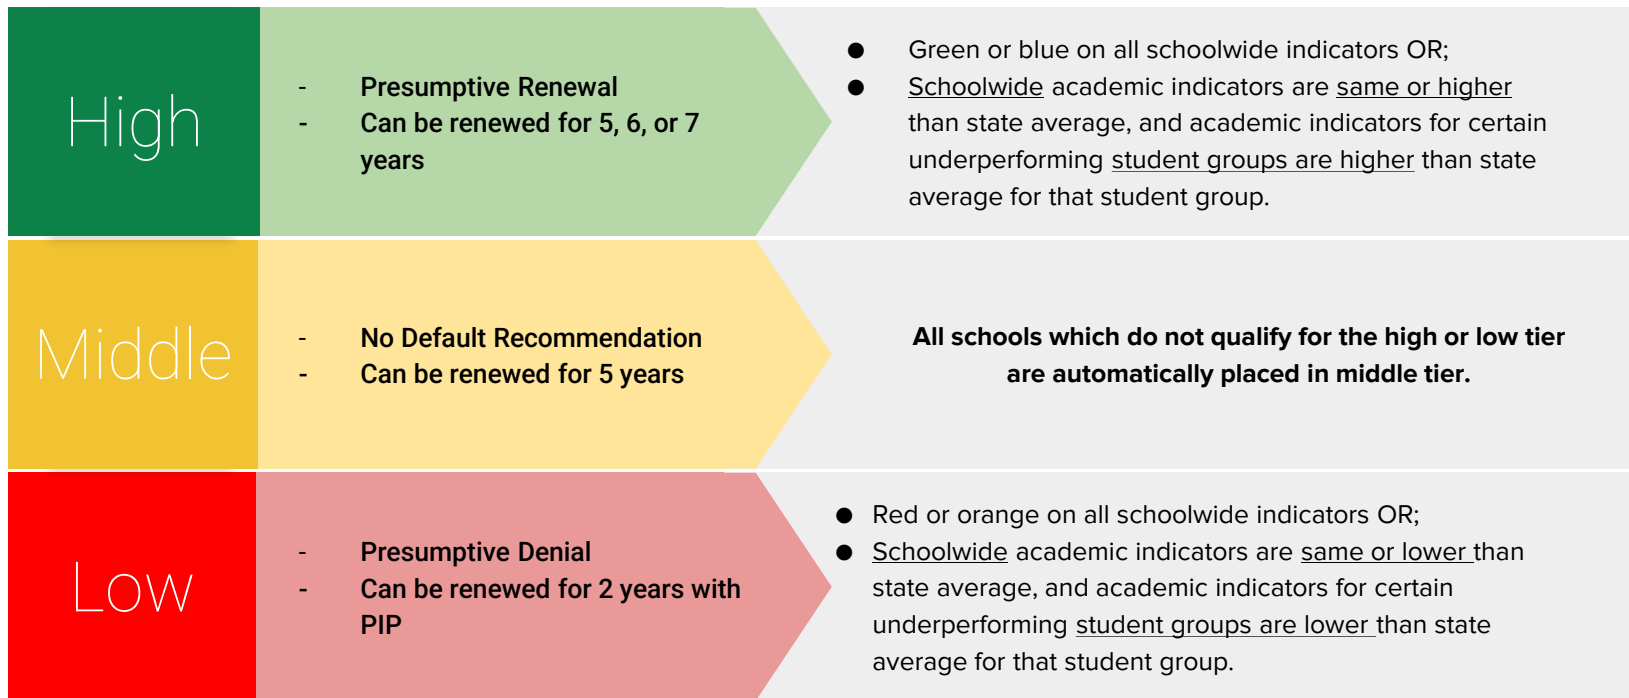 High
- Presumptive Renewal
- Can be renewed for 5, 6, or 7
years
● Green or blue on all schoolwide indicators OR;
● Schoolwide academic indicators are same or higher
than state average, and academic indicators for certain
underperforming student groups are higher than state
average for that student group.
Middle
- No Default Recommendation
- Can be renewed for 5 years
All schools which do not qualify for the high or low tier
are automatically placed in middle tier.
Low
- Presumptive Denial
- Can be renewed for 2 years with
PIP
● Red or orange on all schoolwide indicators OR;
● Schoolwide academic indicators are same or lower than
state average, and academic indicators for certain
underperforming student groups are lower than state
average for that student group.